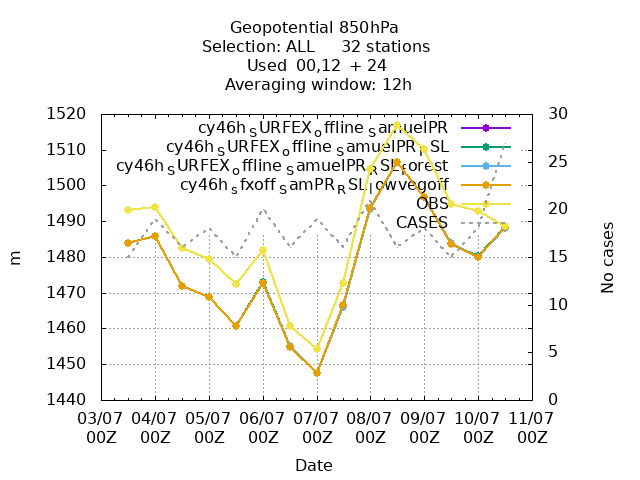 Geopotential 850hPa
Selection: ALL 32 stations
Used 00,12 + 24
Averaging window: 12h
1520
1510
1500
1490
1480
1470
1460
1450
1440
30
25
20
15
10
5
0
m
No cases
cy46h_SURFEX_offline_SamuelPR
cy46h_SURFEX_offline_SamuelPR_RSL
cy46h_SURFEX_offline_SamuelPR_RSL_forest
cy46h_sfxoff_SamPR_RSL_lowvegoff
OBS
CASES
03/07 04/07 05/07 06/07 07/07 08/07 09/07 10/07 11/07
00Z 00Z 00Z 00Z 00Z 00Z 00Z 00Z 00Z
Date